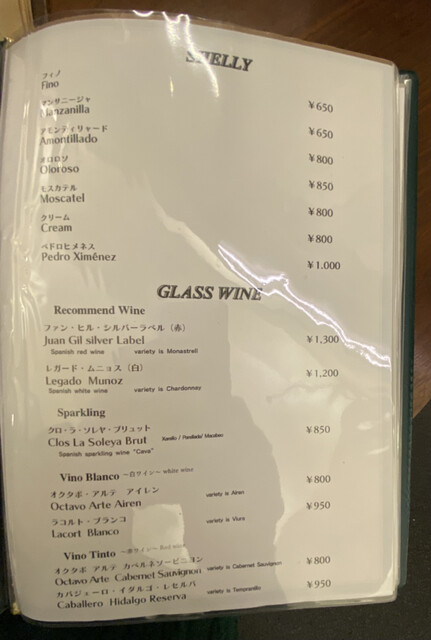 SHELLY
フィノ
Fino ¥650
マンサニージャ
Manzanilla ¥650
アモンティリャード
Amontillado ¥800
オロロソ
Oloroso ¥850
モスカテル
Moscatel ¥800
クリーム
Cream ¥800
ペドロヒメネス
Pedro Ximénez ¥1.000
GLASS WINE
Recommend Wine
ファン・ヒル・シルバーラベル（赤）
Juan Gil silver Label ¥1,300
Spanish red wine variety is Monastrell
レガード・ムニョス（白）
Legado Munoz ¥1,200
Spanish white wine variety is Chardonnay
Sparkling
クロ・ラ・ソレヤ・ブリュット
Clos La Soleya Brut ¥850
Spanish sparkling wine "Cava"
Vino Blanco ～白ワイン～ white wine
オクタボ・アルテ アイレン
Octavo Arte Airen variety is Airen ¥800
ラコルト・ブランコ
Lacort Blanco variety is Viura ¥950
Vino Tinto ～赤ワイン～ Red wine
オクタボ アルテ カベルネソービニヨン
Octavo Arte Cabernet Sauvignon variety is Cabernet Sauvignon ¥800
カバジェーロ・イダルゴ・レセルバ
Caballero Hidalgo Reserva variety is Tempranillo ¥950